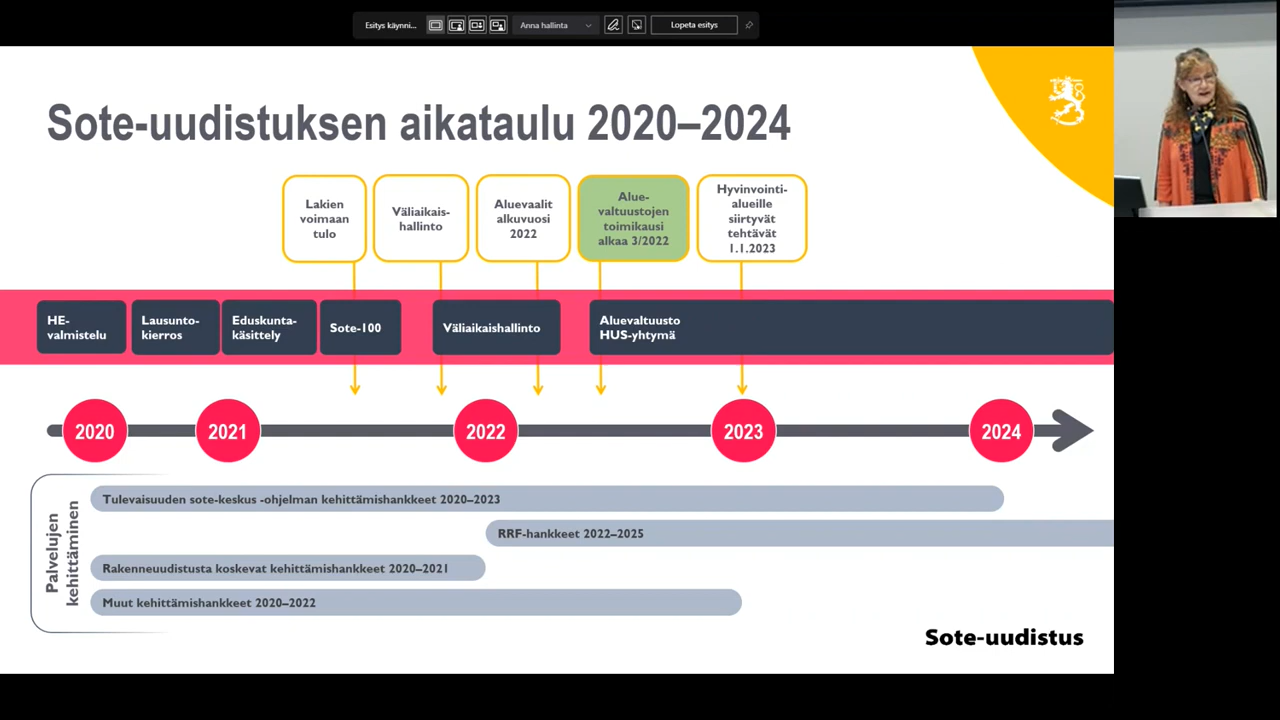 Esitys käynni...
Anna hallinta
Lopeta esitys
Sote-uudistuksen aikataulu 2020–2024
Lakien
voimaan
tulo
Väliaikais-
hallinto
Aluevaalit
alkuvuosi
2022
Alue-
valtuustojen
toimikausi
alkaa 3/2022
Hyvinvointi-
alueille
siirtyvät
tehtävät
1.1.2023
HE-
valmistelu
Lausunto-
kierros
Eduskunta-
käsittely
Sote-100
Väliaikaishallinto
Aluevaltuusto
HUS-yhtymä
2020
2021
2022
2023
2024
Palvelujen
kehittäminen
Tulevaisuuden sote-keskus -ohjelman kehittämishankkeet 2020–2023
RRF-hankkeet 2022–2025
Rakenneuudistusta koskevat kehittämishankkeet 2020–2021
Muut kehittämishankkeet 2020–2022
Sote-uudistus